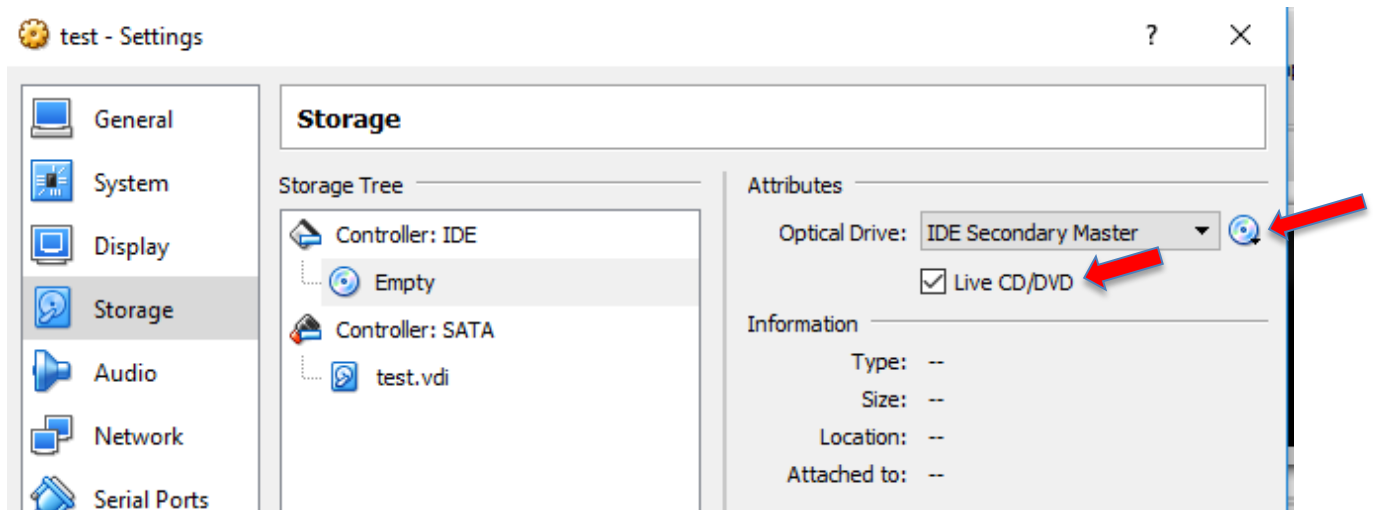 test - Settings
?
General
System
Display
Storage
Audio
Network
Serial Ports
Storage
Storage Tree
Controller: IDE
Empty
Controller: SATA
test.vdi
Attributes
Optical Drive: IDE Secondary Master
Live CD/DVD
Information
Type: --
Size: --
Location: --
Attached to: --